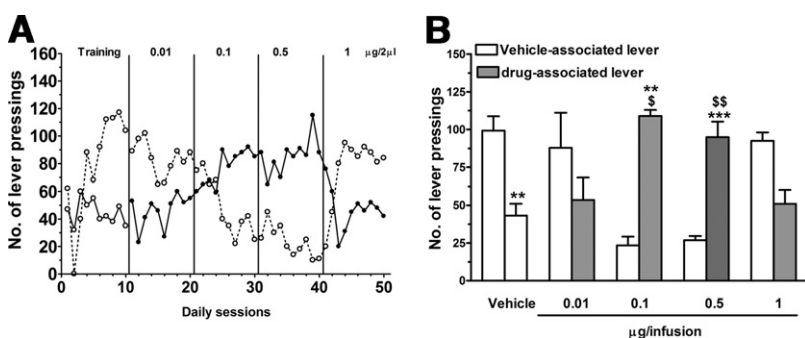 A
Training 0.01 0.1 0.5 1 μg/2μl
No. of lever pressings
160
140
120
100
80
60
40
20
0
0 10 20 30 40 50
Daily sessions
B
Vehicle-associated lever
drug-associated lever
No. of lever pressings
150
125
100
75
50
25
0
**
**
$
$$
***
Vehicle 0.01 0.1 0.5 1
μg/infusion